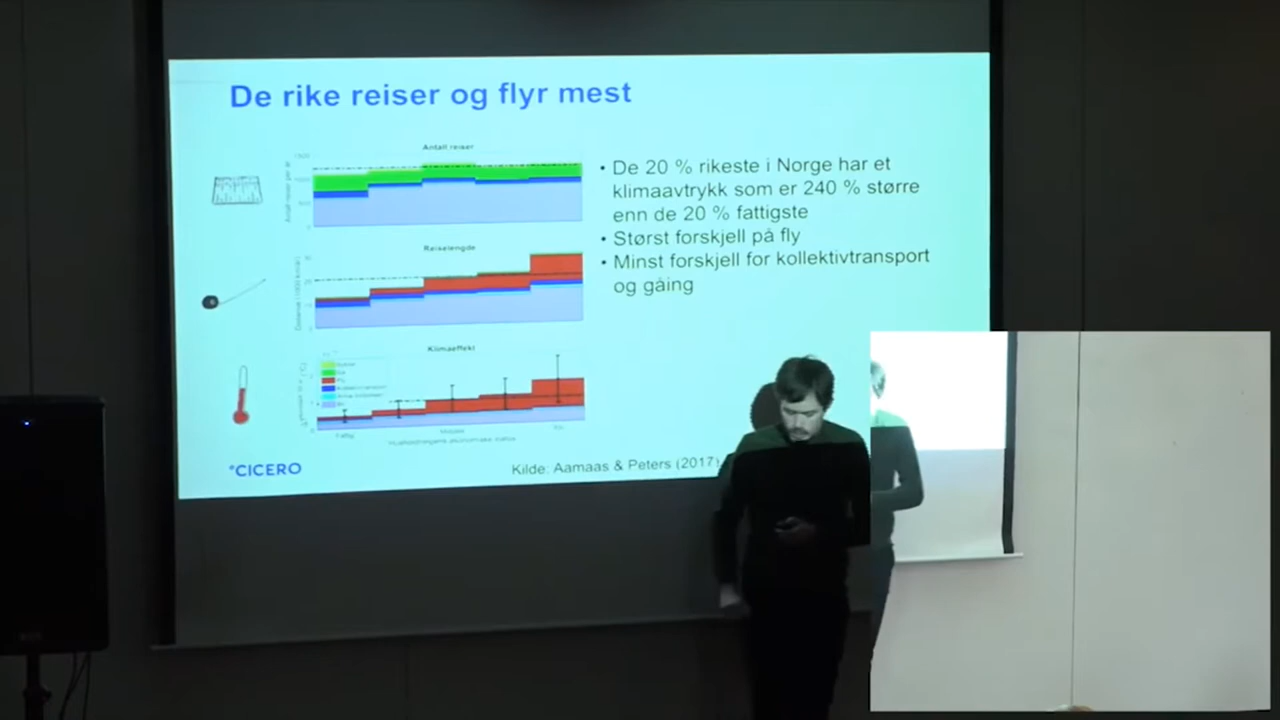 De rike reiser og flyr mest
Antall reiser
Reiselengde
Klimaeffekt
• De 20 % rikeste i Norge har et
klimaavtrykk som er 240 % større
enn de 20 % fattigste
• Størst forskjell på fly
• Minst forskjell for kollektivtransport
og gåing
°CICERO
Kilde: Aamaas & Peters (2017)